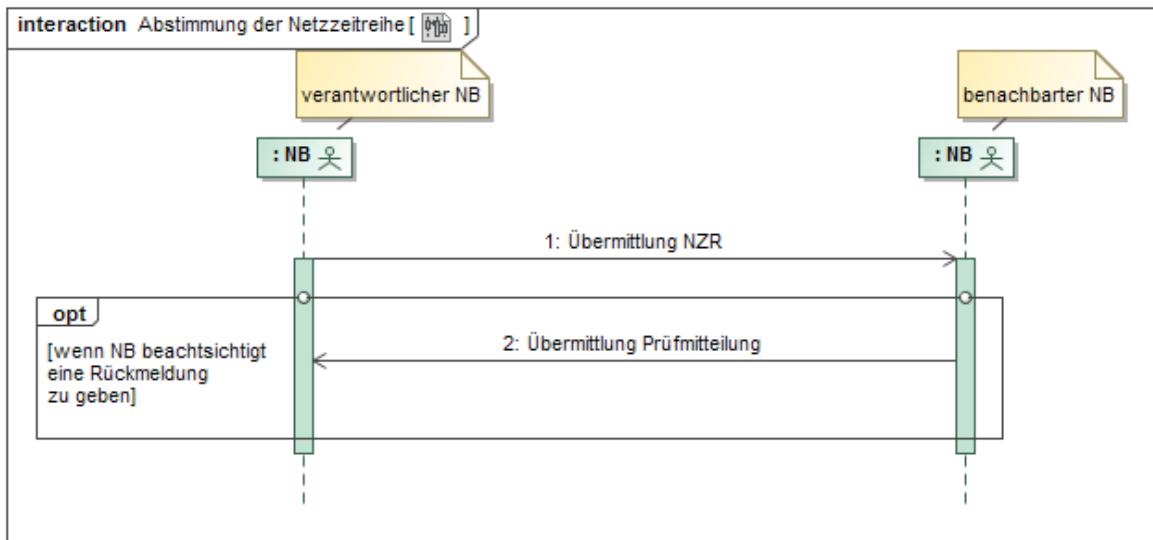 interaction Abstimmung der Netzzeitreihe [ ]
verantwortlicher NB
benachbarter NB
: NB
: NB
1: Übermittlung NZR
opt
[wenn NB beachtsichtigt
eine Rückmeldung
zu geben]
2: Übermittlung Prüfmitteilung